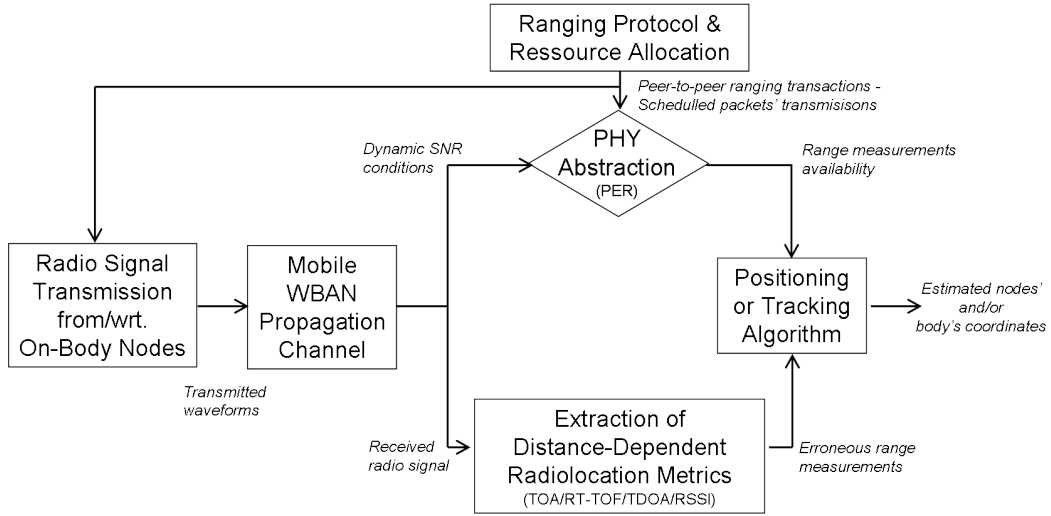 Ranging Protocol &
Ressource Allocation
Peer-to-peer ranging transactions -
Schedulled packets' transmisisons
Dynamic SNR
conditions
PHY
Abstraction
(PER)
Range measurements
availability
Radio Signal
Transmission
from/wrt.
On-Body Nodes
Mobile
WBAN
Propagation
Channel
Positioning
or Tracking
Algorithm
Estimated nodes'
and/or
body's coordinates
Transmitted
waveforms
Received
radio signal
Extraction of
Distance-Dependent
Radiolocation Metrics
(TOA/RT-TOF/TDOA/RSSI)
Erroneous range
measurements